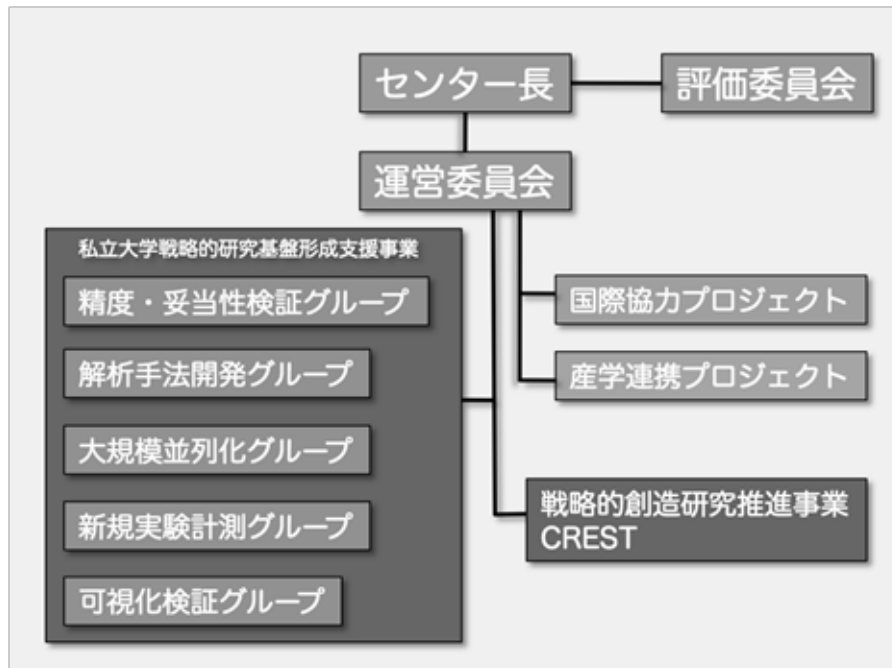 センター長
評価委員会
運営委員会
私立大学戦略的研究基盤形成支援事業
精度・妥当性検証グループ
解析手法開発グループ
大規模並列化グループ
新規実験計測グループ
可視化検証グループ
国際協力プロジェクト
産学連携プロジェクト
戦略的創造研究推進事業
CREST